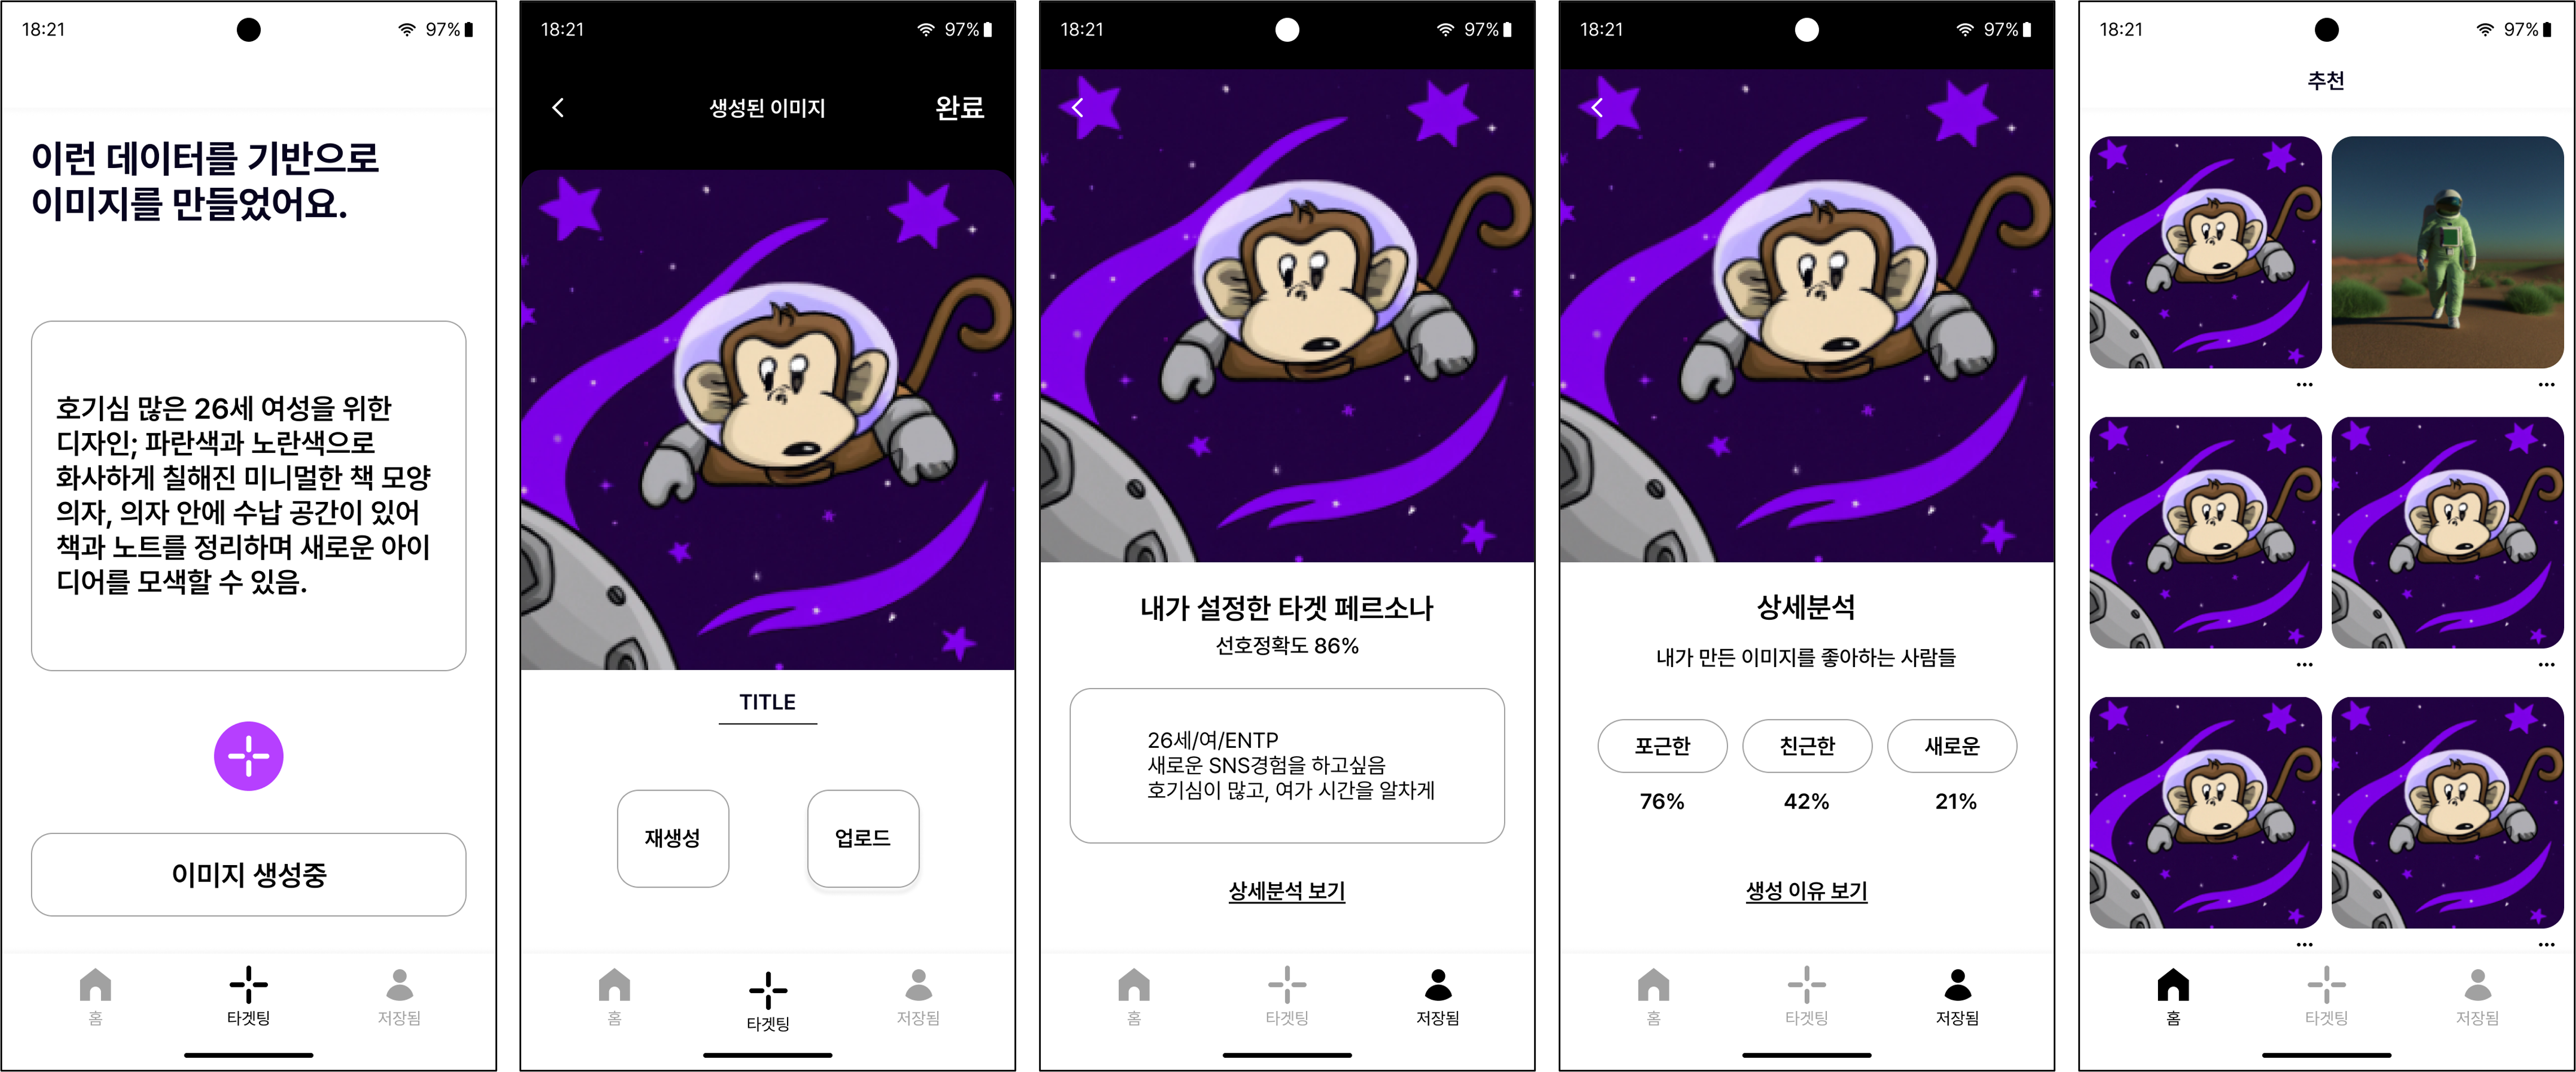 18:21
97%
이런 데이터를 기반으로
이미지를 만들었어요.
호기심 많은 26세 여성을 위한
디자인; 파란색과 노란색으로
화사하게 칠해진 미니멀한 책 모양
의자, 의자 안에 수납 공간이 있어
책과 노트를 정리하며 새로운 아이
디어를 모색할 수 있음.
이미지 생성중
홈
타겟팅
저장됨
18:21
97%
생성된 이미지
완료
TITLE
재생성
업로드
홈
타겟팅
저장됨
18:21
97%
내가 설정한 타겟 페르소나
선호정확도 86%
26세/여/ENTP
새로운 SNS경험을 하고싶음
호기심이 많고, 여가 시간을 알차게
상세분석 보기
홈
타겟팅
저장됨
18:21
97%
상세분석
내가 만든 이미지를 좋아하는 사람들
포근한
친근한
새로운
76%
42%
21%
생성 이유 보기
홈
타겟팅
저장됨
18:21
97%
추천
홈
타겟팅
저장됨